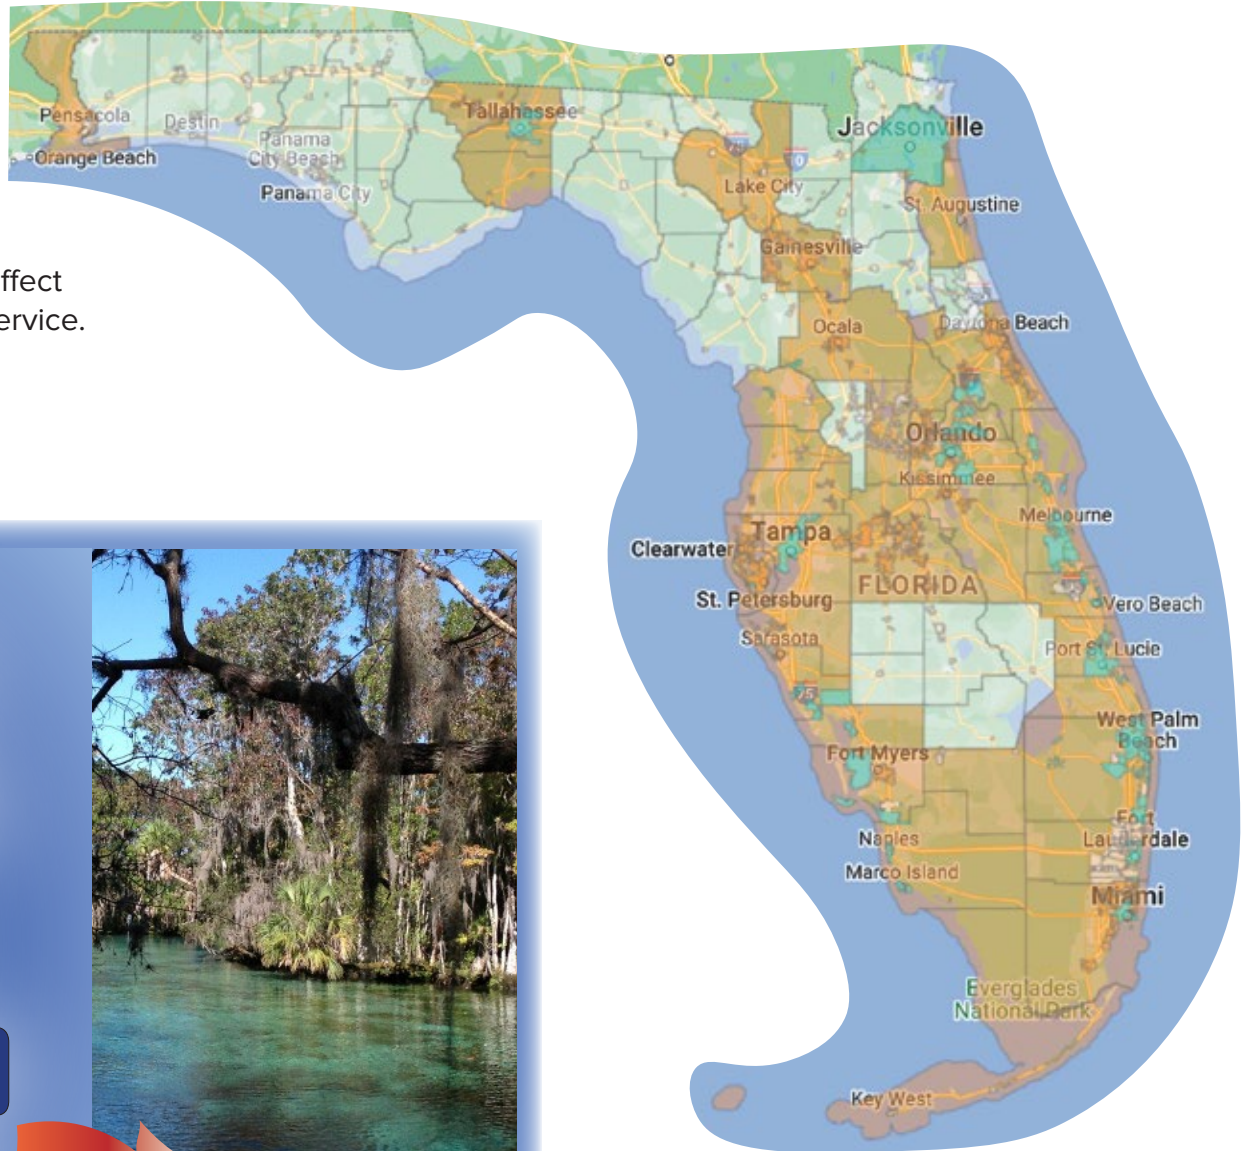 Pensacola
Orange Beach
Destin
Panama
City Beach
Panama City
Tallahassee
Jacksonville
Lake City
St. Augustine
Gainesville
ffect
ervice.
Ocala
Daytona Beach
Orlando
Kissimmee
Melbourne
Tampa
Clearwater
FLORIDA
St. Petersburg
Vero Beach
Sarasota
Port St. Lucie
75
West Palm
Beach
Fort Myers
Fort
Lauderdale
Naples
Marco Island
Miami
Everglades
National Park
Key West